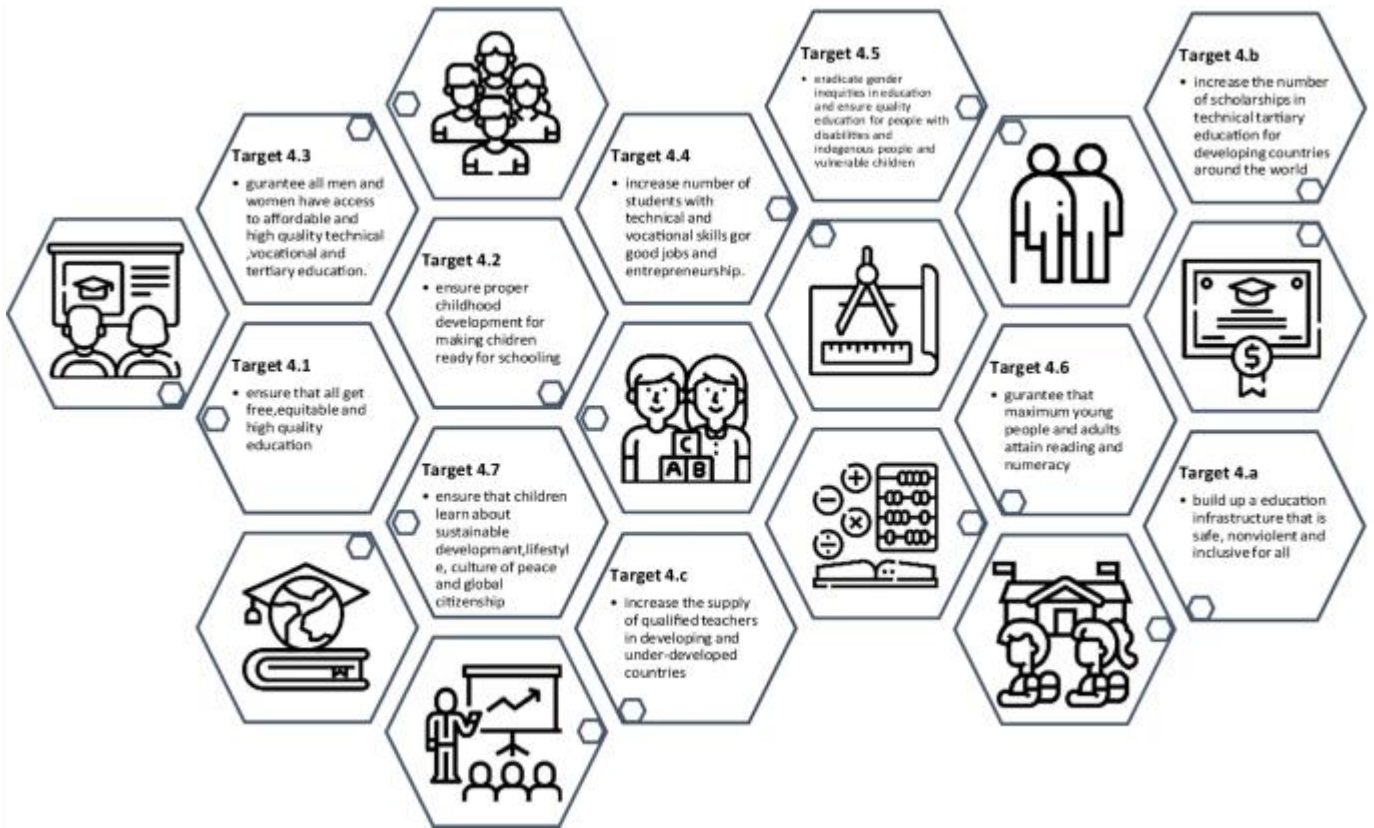 Target 4.3
• gurantee all men and
women have access
to affordable and
high quality technical
,vocational and
tertiary education.
Target 4.1
• ensure that all get
free,equitable and
high quality
education
Target 4.2
• ensure proper
childhood
development for
making chidren
ready for schooling
Target 4.7
• ensure that children
learn about
sustainable
developmant,lifestyl
e, culture of peace
and global
citizenship
Target 4.4
• increase number of
students with
technical and
vocational skills gor
good jobs and
entrepreneurship.
C
A B
Target 4.c
• increase the supply
of qualified teachers
in developing and
under-developed
countries
Target 4.5
• eradicate gender
inequities in education
and ensure quality
education for people with
disabilities and
indegenous people and
vulnerable children
Target 4.6
• gurantee that
maximum young
people and adults
attain reading and
numeracy
Target 4.b
• increase the number
of scholarships in
technical tartiary
education for
developing countries
around the world
$
Target 4.a
• build up a education
infrastructure that is
safe, nonviolent and
inclusive for all